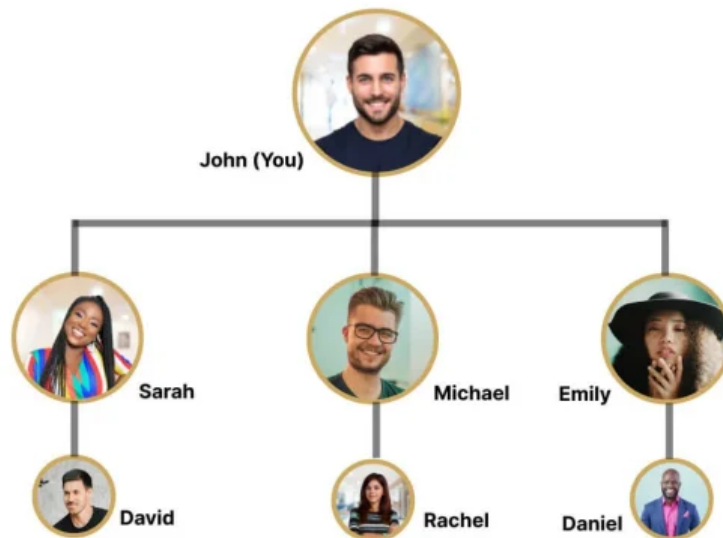 John (You)
Sarah
Michael
Emily
David
Rachel
Daniel